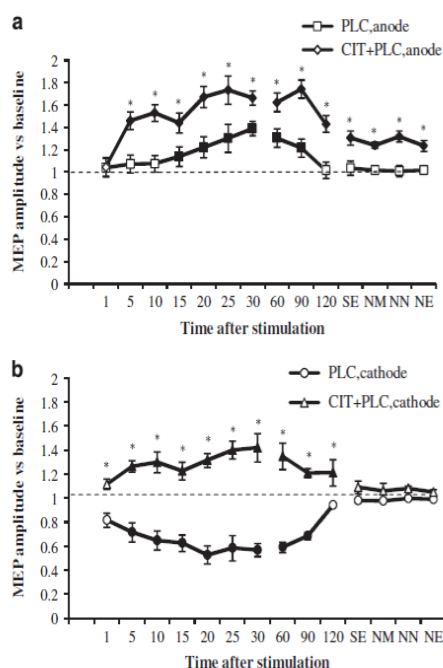 a
PLC,anode
CIT+PLC,anode
* * * * * * * * * * * * * *
MEP amplitude vs baseline
2
1.8
1.6
1.4
1.2
1
0.8
0.6
0.4
0.2
0
1 5 10 15 20 25 30 60 90 120 SE NM NN NE
Time after stimulation
b
PLC,cathode
CIT+PLC,cathode
* * * * * * * * * *
MEP amplitude vs baseline
2
1.8
1.6
1.4
1.2
1
0.8
0.6
0.4
0.2
0
1 5 10 15 20 25 30 60 90 120 SE NM NN NE